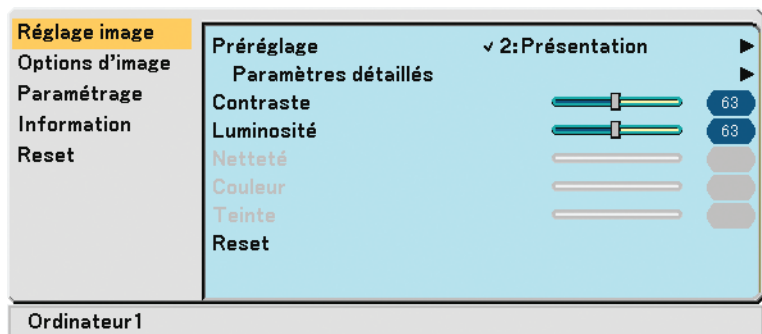 Réglage image
Options d'image
Paramétrage
Information
Reset
Préréglage ✓ 2:Présentation
Paramètres détaillés
Contraste 63
Luminosité 63
Netteté
Couleur
Teinte
Reset
Ordinateur1